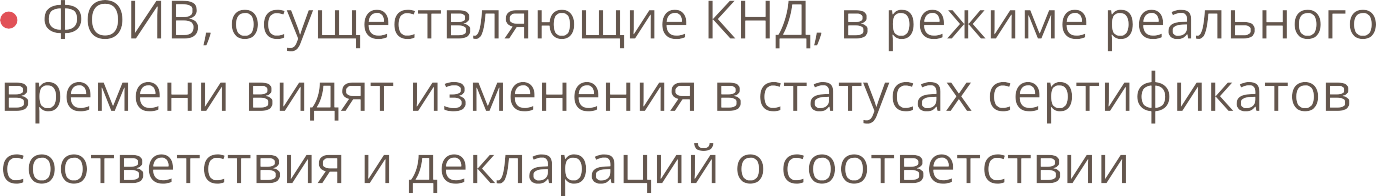 • ФОИВ, осуществляющие КНД, в режиме реального
времени видят изменения в статусах сертификатов
соответствия и деклараций о соответствии